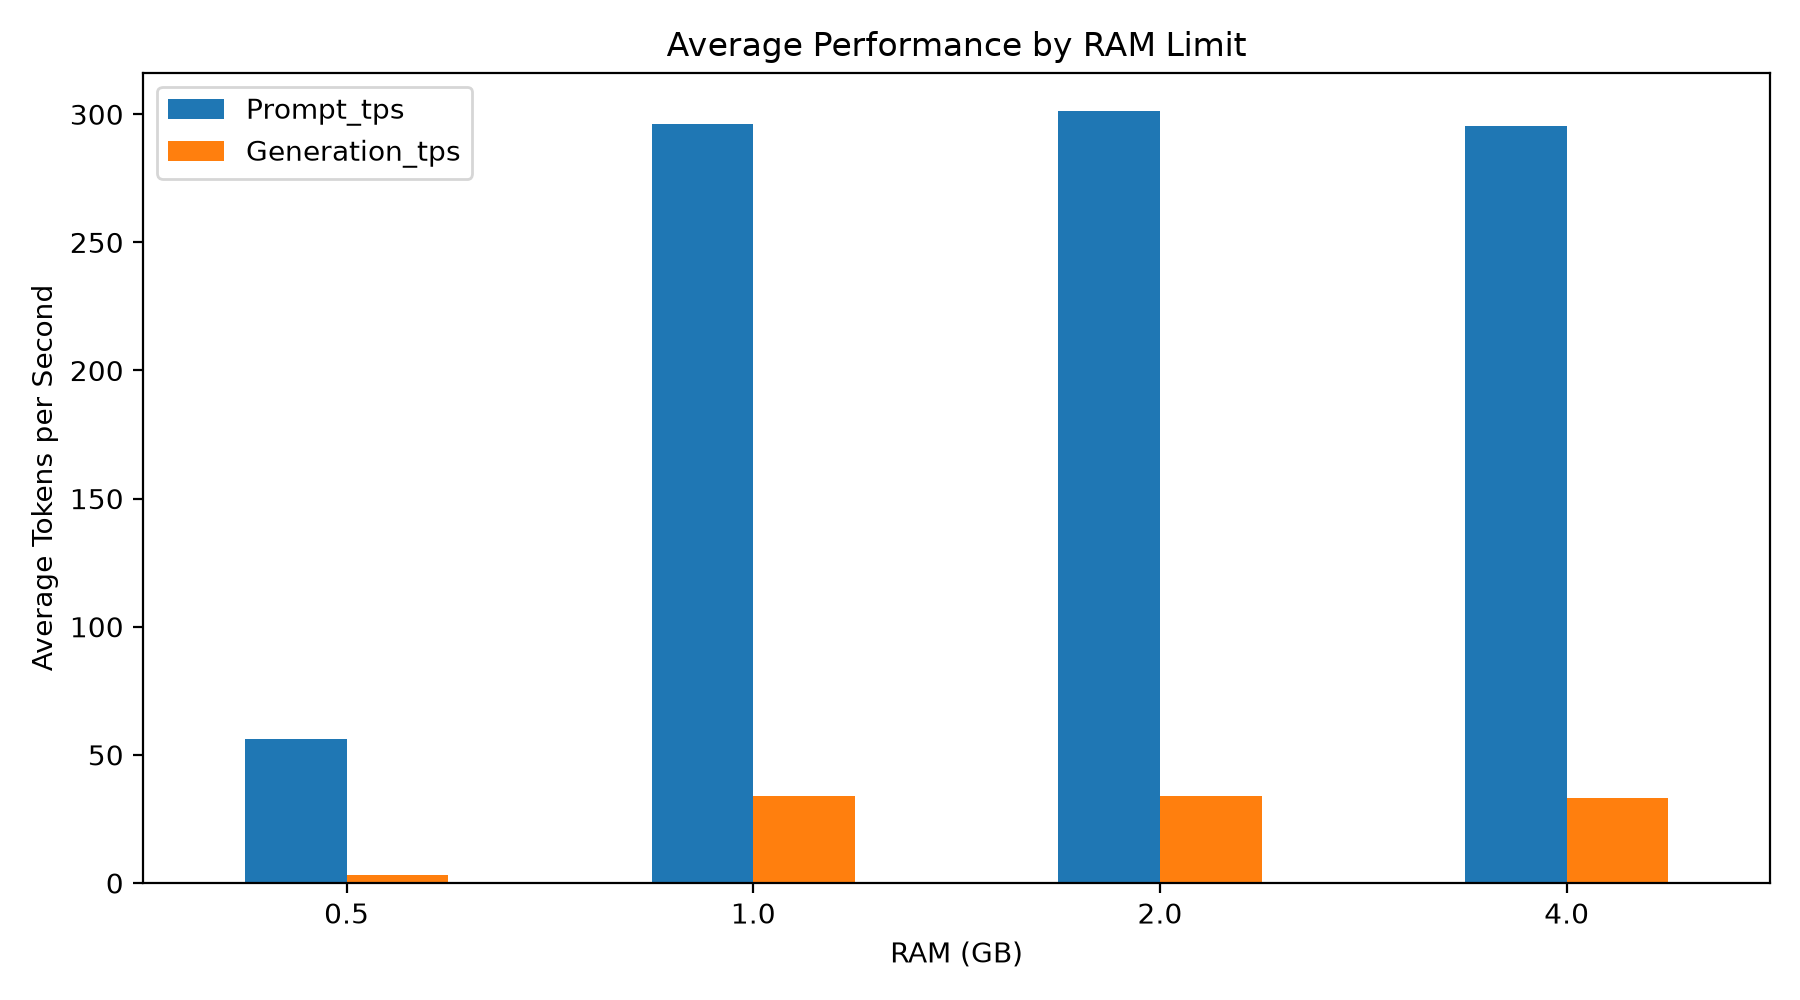 Average Performance by RAM Limit
Prompt_tps
Generation_tps
Average Tokens per Second
300
250
200
150
100
50
0
0.5 1.0 2.0 4.0
RAM (GB)